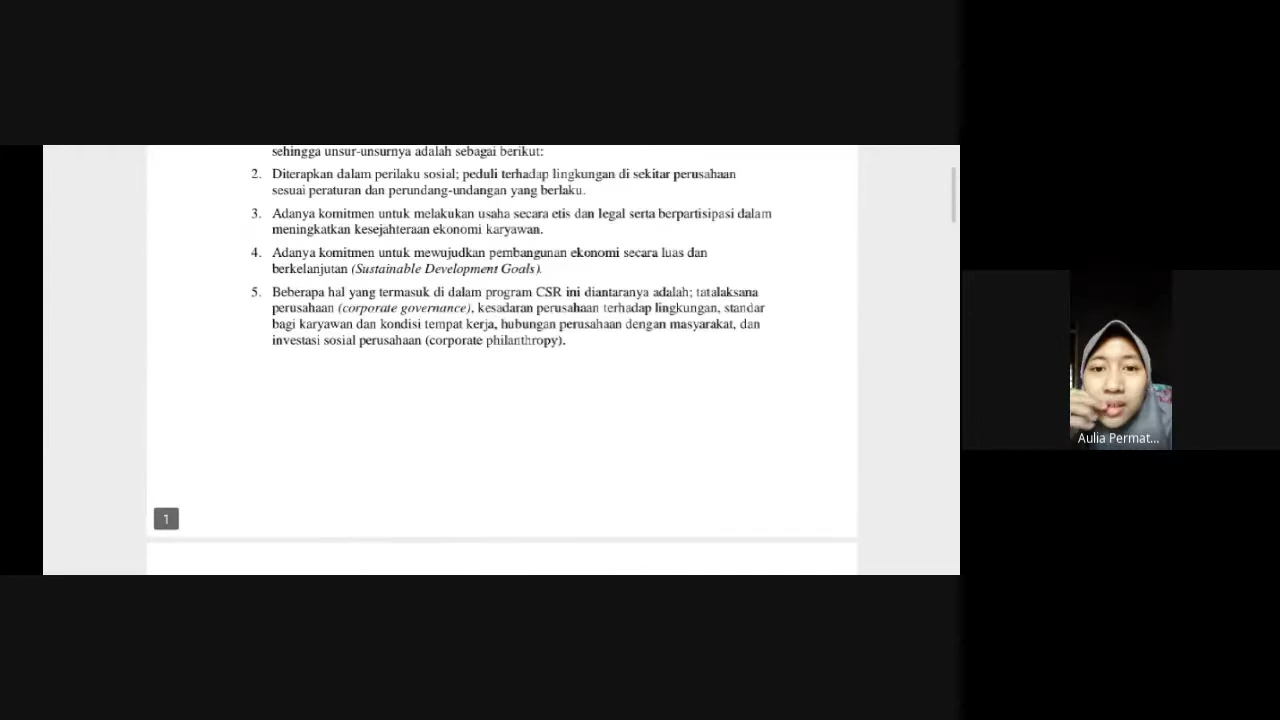 sehingga unsur-unsurnya adalah sebagai berikut:
2. Diterapkan dalam perilaku sosial; peduli terhadap lingkungan di sekitar perusahaan
sesuai peraturan dan perundang-undangan yang berlaku.
3. Adanya komitmen untuk melakukan usaha secara etis dan legal serta berpartisipasi dalam
meningkatkan kesejahteraan ekonomi karyawan.
4. Adanya komitmen untuk mewujudkan pembangunan ekonomi secara luas dan
berkelanjutan (Sustainable Development Goals).
5. Beberapa hal yang termasuk di dalam program CSR ini diantaranya adalah; tatalaksana
perusahaan (corporate governance), kesadaran perusahaan terhadap lingkungan, standar
bagi karyawan dan kondisi tempat kerja, hubungan perusahaan dengan masyarakat, dan
investasi sosial perusahaan (corporate philanthropy).
1
Aulia Permat...